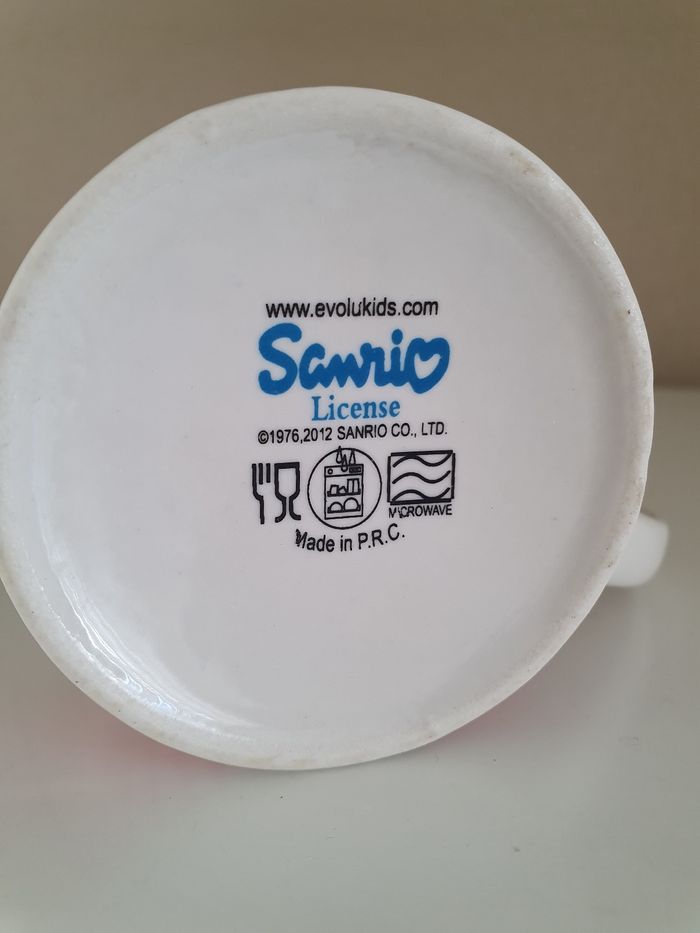 www.evolukids.com
Sanrio
License
©1976,2012 SANRIO CO., LTD.
MICROWAVE
Made in P.R.C.